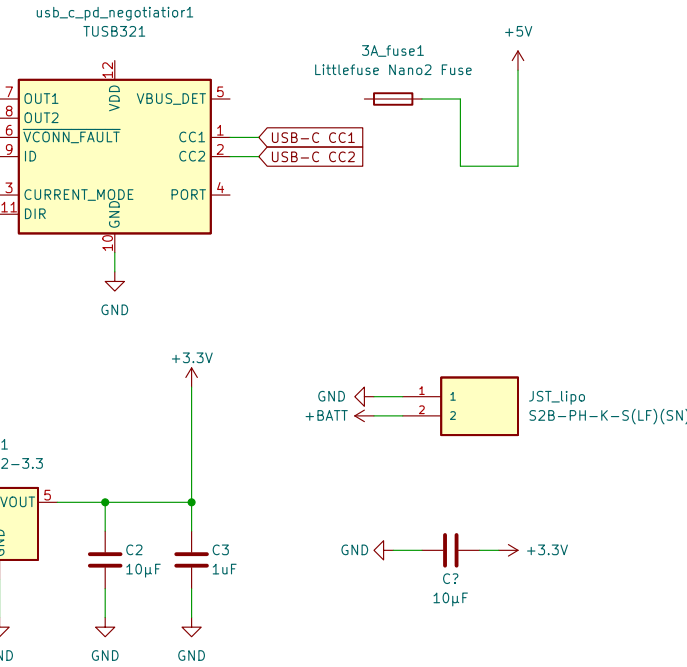 usb_c_pd_negotiatior1
TUSB321
+5V
3A_fuse1
Littlefuse Nano2 Fuse
12
VDD
7 OUT1 VBUS_DET 5
8 OUT2
6 VCONN_FAULT CC1 1 USB-C CC1
9 ID CC2 2 USB-C CC2
3 CURRENT_MODE PORT 4
11 DIR
GND
10
GND
+3.3V
GND 1 1 JST_lipo
+BATT 2 2 S2B-PH-K-S(LF)(SN)
1
2-3.3
VOUT 5
GND
C2 C3
10µF 1uF
GND +3.3V
C?
10µF
ND GND GND